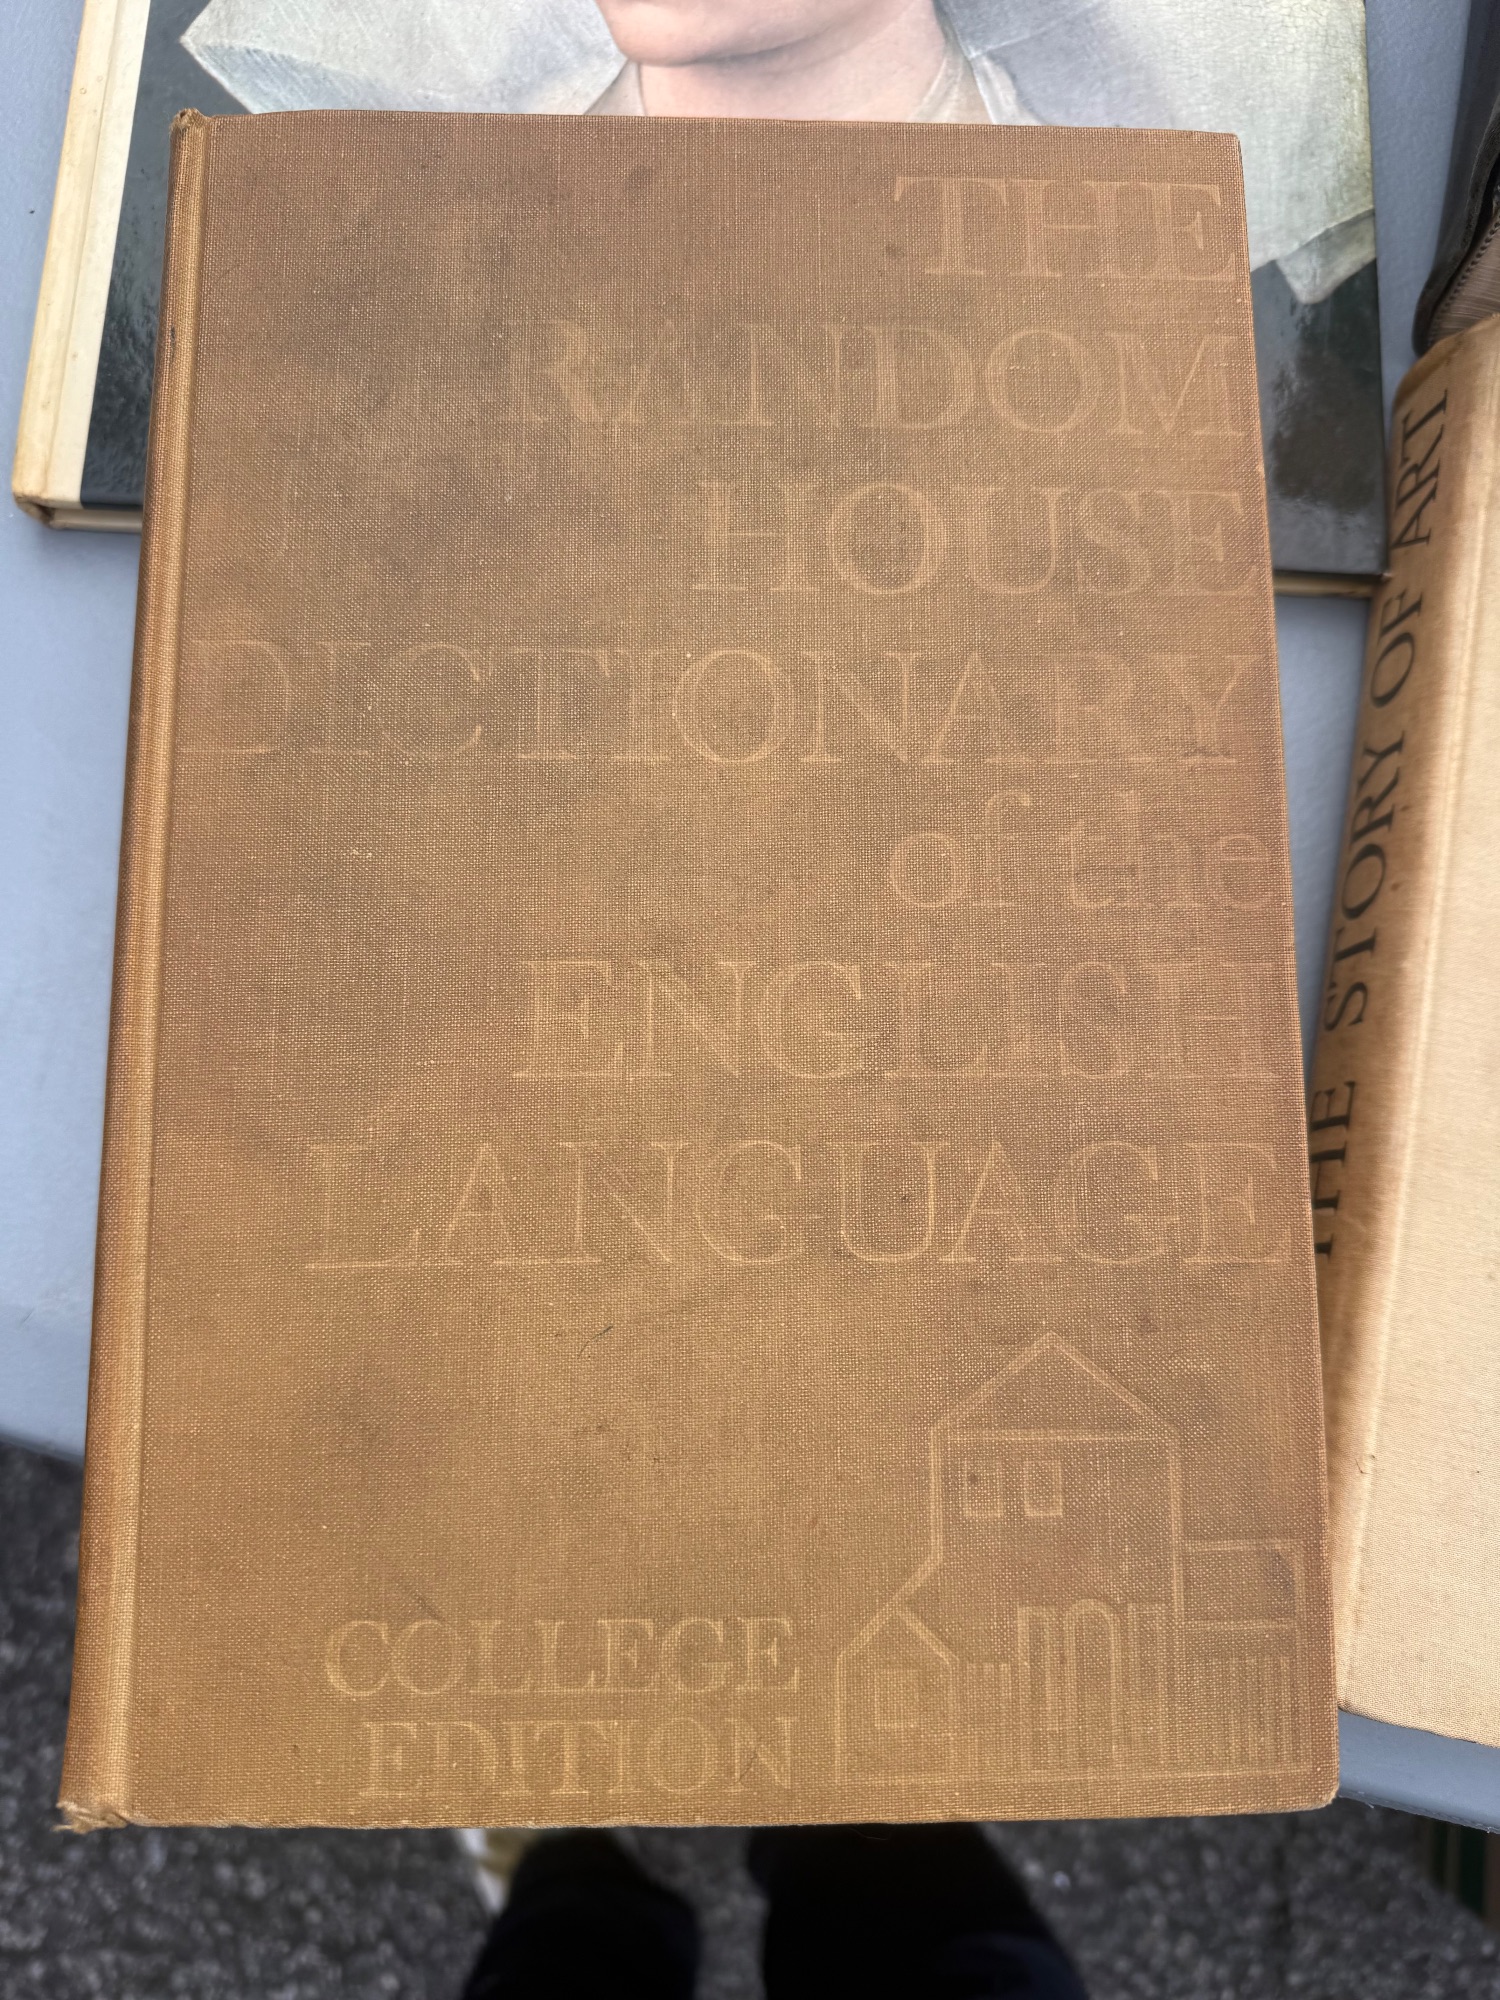 THE
RANDOM
HOUSE
DICTIONARY
of the
ENGLISH
LANGUAGE
COLLEGE
EDITION
THE STORY OF ART